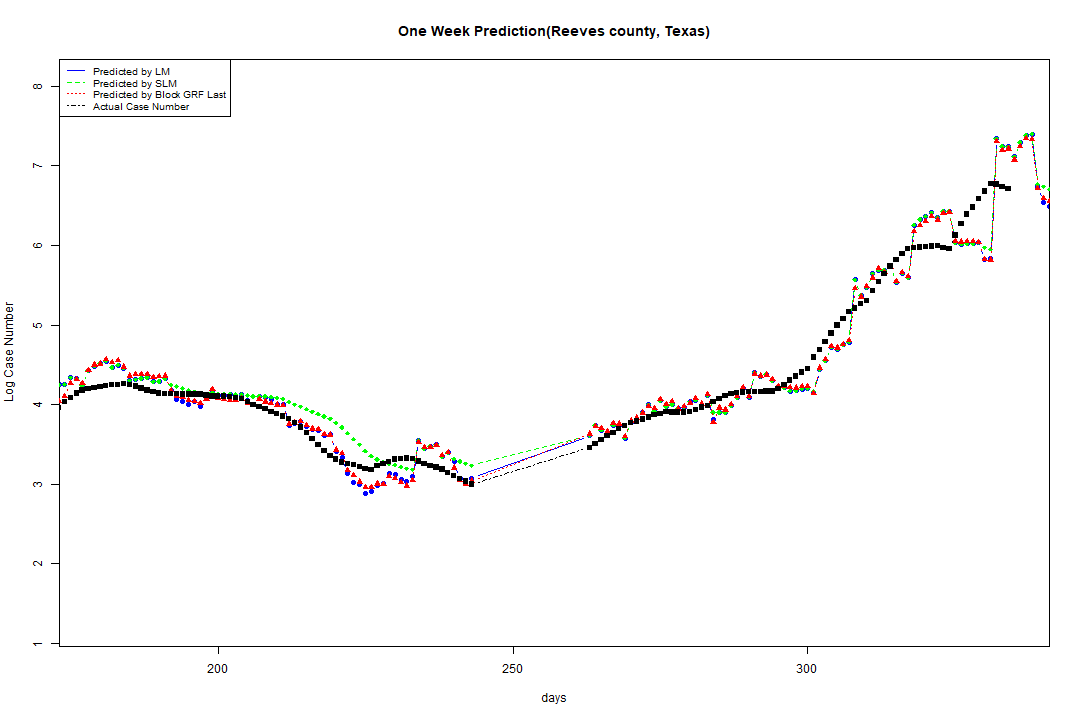 One Week Prediction(Reeves county, Texas)
Predicted by LM
Predicted by SLM
Predicted by Block GRF Last
Actual Case Number
8
7
6
5
4
3
2
1
Log Case Number
200
250
300
days